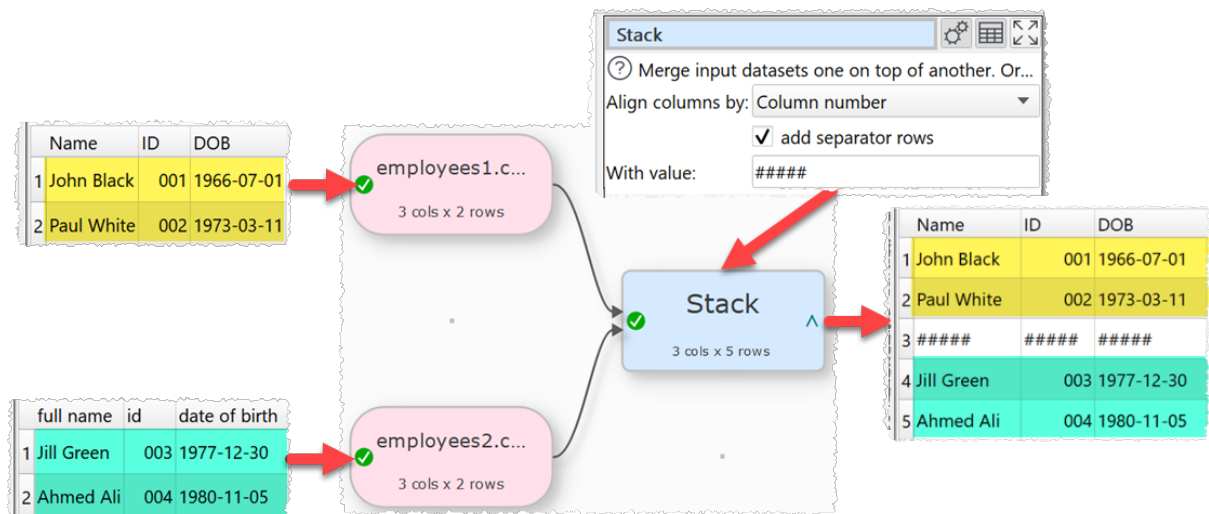 Stack
? Merge input datasets one on top of another. Or...
Align columns by: Column number
add separator rows
With value: #####
Name ID DOB
1 John Black 001 1966-07-01
2 Paul White 002 1973-03-11
employees1.c...
3 cols x 2 rows
Stack
3 cols x 5 rows
Name ID DOB
1 John Black 001 1966-07-01
2 Paul White 002 1973-03-11
3 ##### ##### #####
4 Jill Green 003 1977-12-30
5 Ahmed Ali 004 1980-11-05
full name id date of birth
1 Jill Green 003 1977-12-30
2 Ahmed Ali 004 1980-11-05
employees2.c...
3 cols x 2 rows